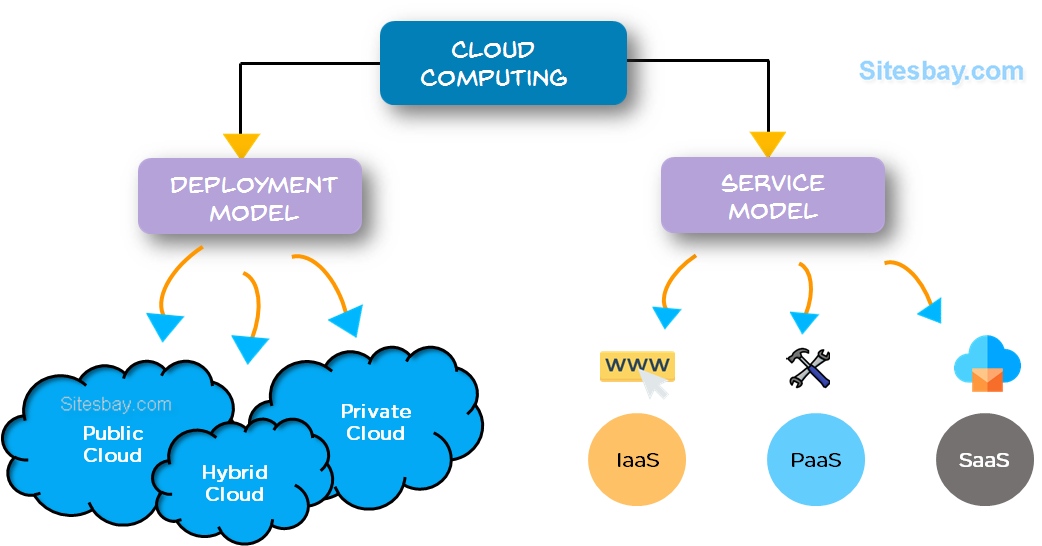 CLOUD
COMPUTING
Sitesbay.com
DEPLOYMENT
MODEL
SERVICE
MODEL
Sitesbay.com
Public
Cloud
Hybrid
Cloud
Private
Cloud
WWW
IaaS
PaaS
SaaS